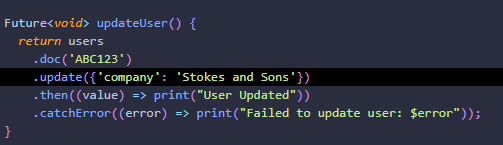 Future<void> updateUser() {
  return users
    .doc('ABC123')
    .update({'company': 'Stokes and Sons'})
    .then((value) => print("User Updated"))
    .catchError((error) => print("Failed to update user: $error"));
}